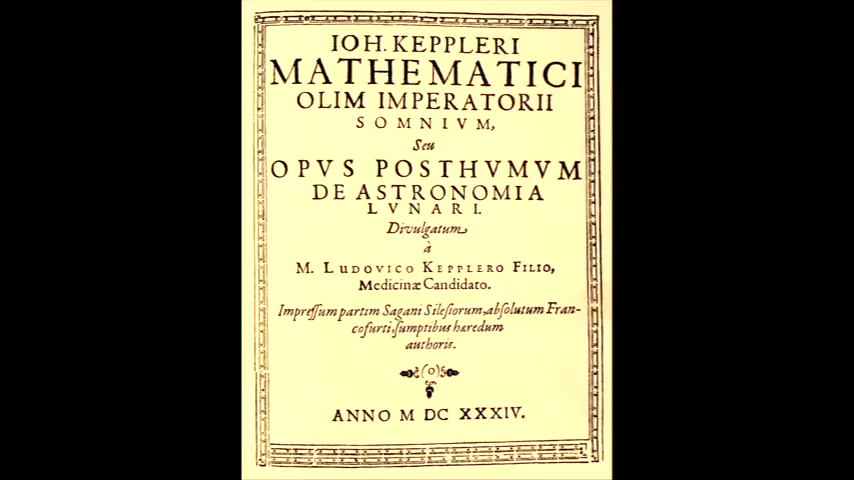 IOH. KEPPLERI
MATHEMATICI
OLIM IMPERATORII
SOMNIVM,
Seu
OPVS POSTHVMVM
DE ASTRONOMIA
LVNARI.
Divulgatum
à
M. LUDOVICO KEPPLERO FILIO,
Medicinæ Candidato.
Impreſſum partim Sagani Sileſiorum, abſolutum Fran-
cofurti, ſumptibus hæredum
authoris.
(o)
ANNO M DC XXXIV.